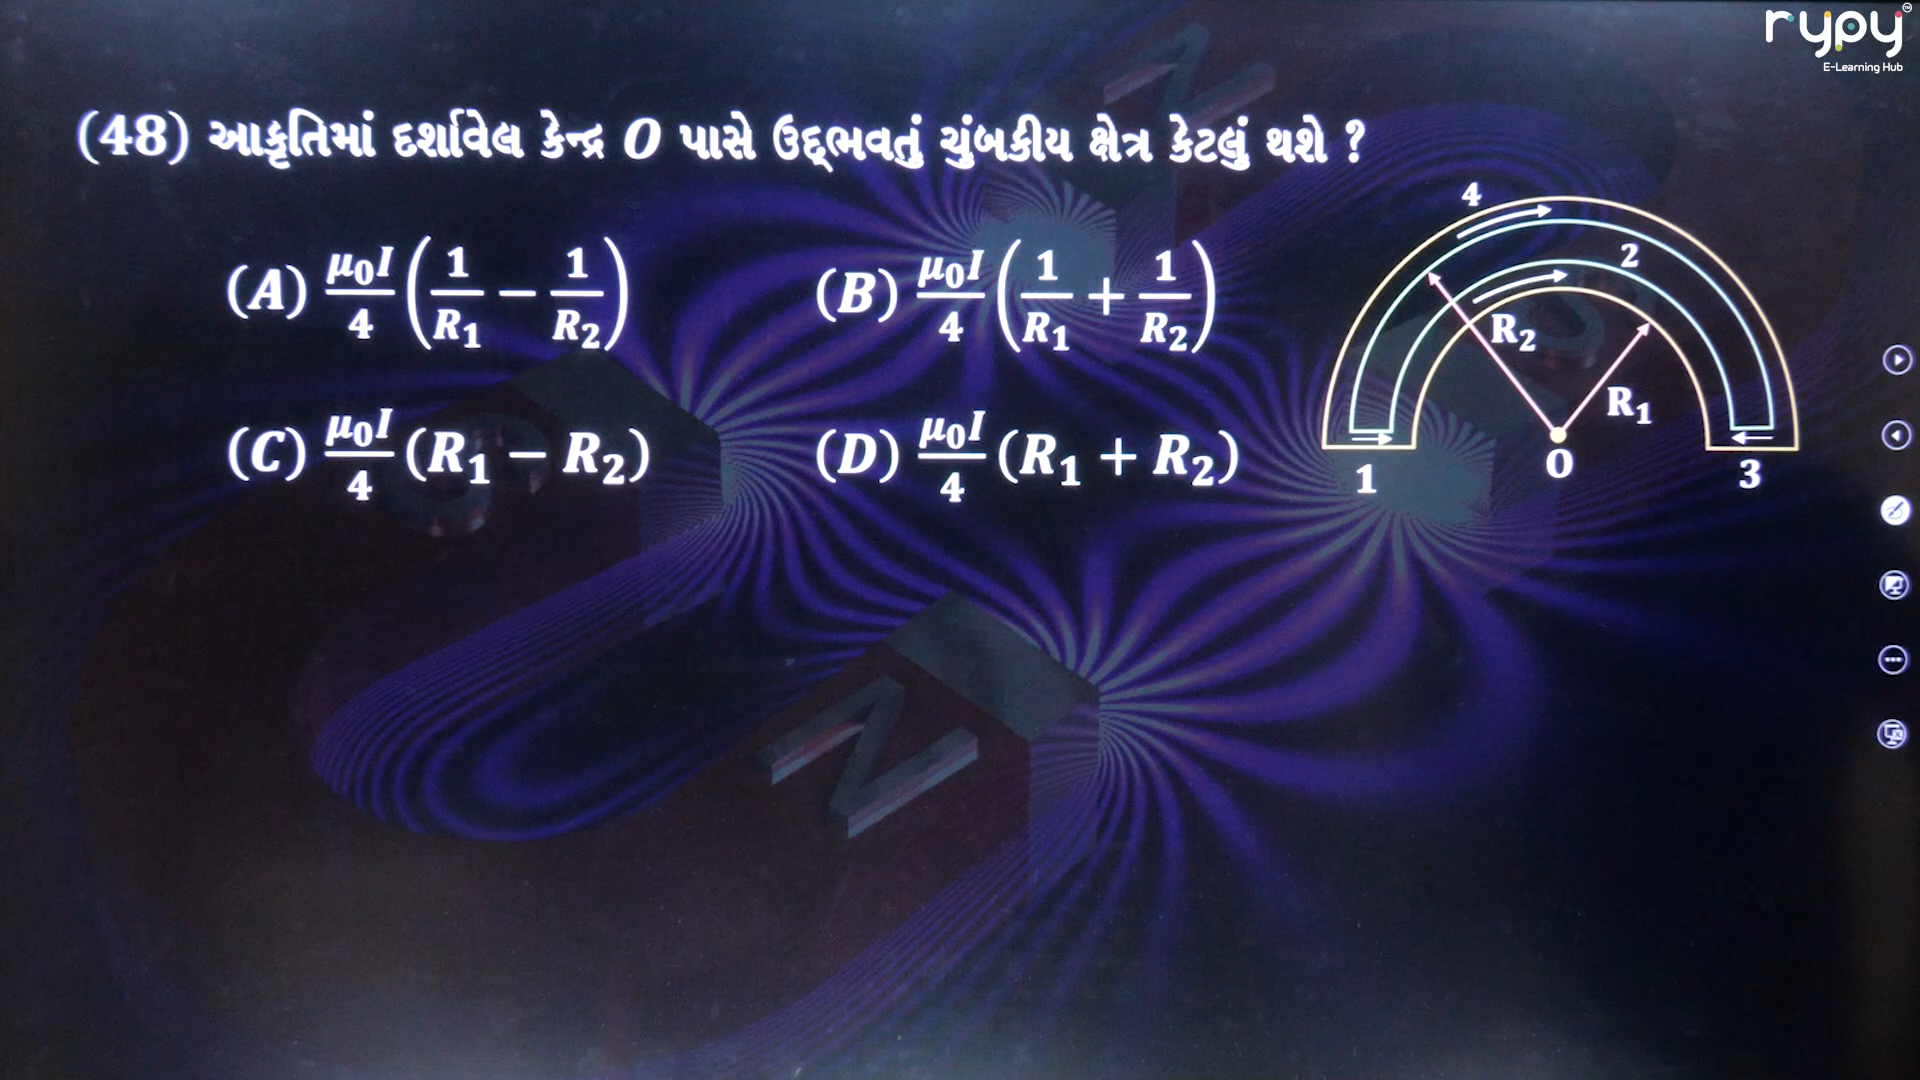 rypy
TM
E-Learning Hub
(48) આકૃતિમાં દર્શાવેલ કેન્દ્ર O પાસે ઉદ્ભવતું ચુંબકીય ક્ષેત્ર કેટલું થશે ?
(A) μ₀I/4 (1/R₁ − 1/R₂)
(B) μ₀I/4 (1/R₁ + 1/R₂)
(C) μ₀I/4 (R₁ − R₂)
(D) μ₀I/4 (R₁ + R₂)
4
2
R₂
R₁
1
O
3
N
N